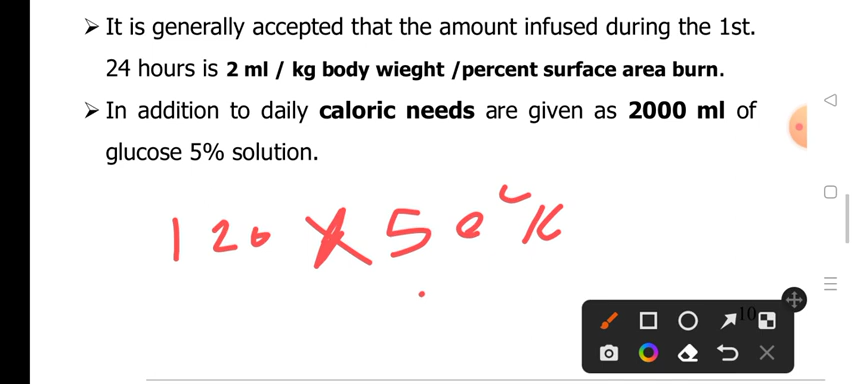 ➢ It is generally accepted that the amount infused during the 1st.
24 hours is 2 ml / kg body wieght /percent surface area burn.
➢ In addition to daily caloric needs are given as 2000 ml of
glucose 5% solution.
120 X 50 %
10